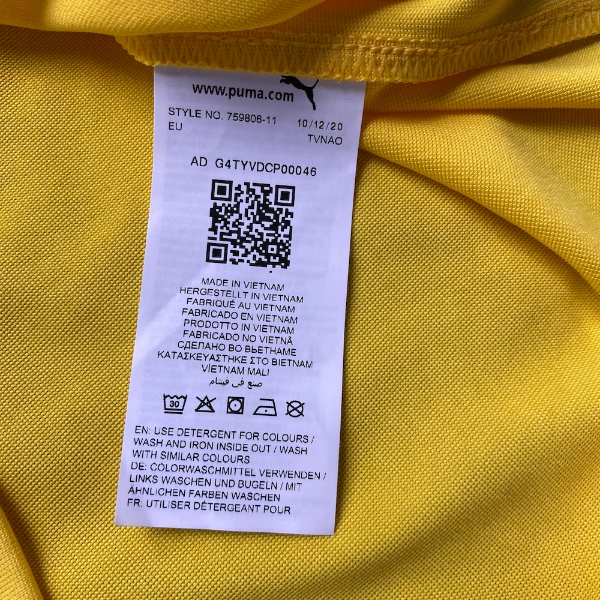 www.puma.com
STYLE NO. 759806-11 10/12/20
EU TVNAO
AD G4TYVDCP00046
MADE IN VIETNAM
HERGESTELLT IN VIETNAM
FABRIQUÉ AU VIETNAM
FABRICADO EN VIETNAM
PRODOTTO IN VIETNAM
FABRICADO NO VIETNÃ
СДЕЛАНО ВО ВЬЕТНАМЕ
ΚΑΤΑΣΚΕΥΑΣΤΗΚΕ ΣΤΟ ΒΙΕΤΝΑΜ
VİETNAM MALI
صنع في فيتنام
30
EN: USE DETERGENT FOR COLOURS /
WASH AND IRON INSIDE OUT / WASH
WITH SIMILAR COLOURS
DE: COLORWASCHMITTEL VERWENDEN /
LINKS WASCHEN UND BUGELN / MIT
ÄHNLICHEN FARBEN WASCHEN
FR: UTILISER DÉTERGEANT POUR